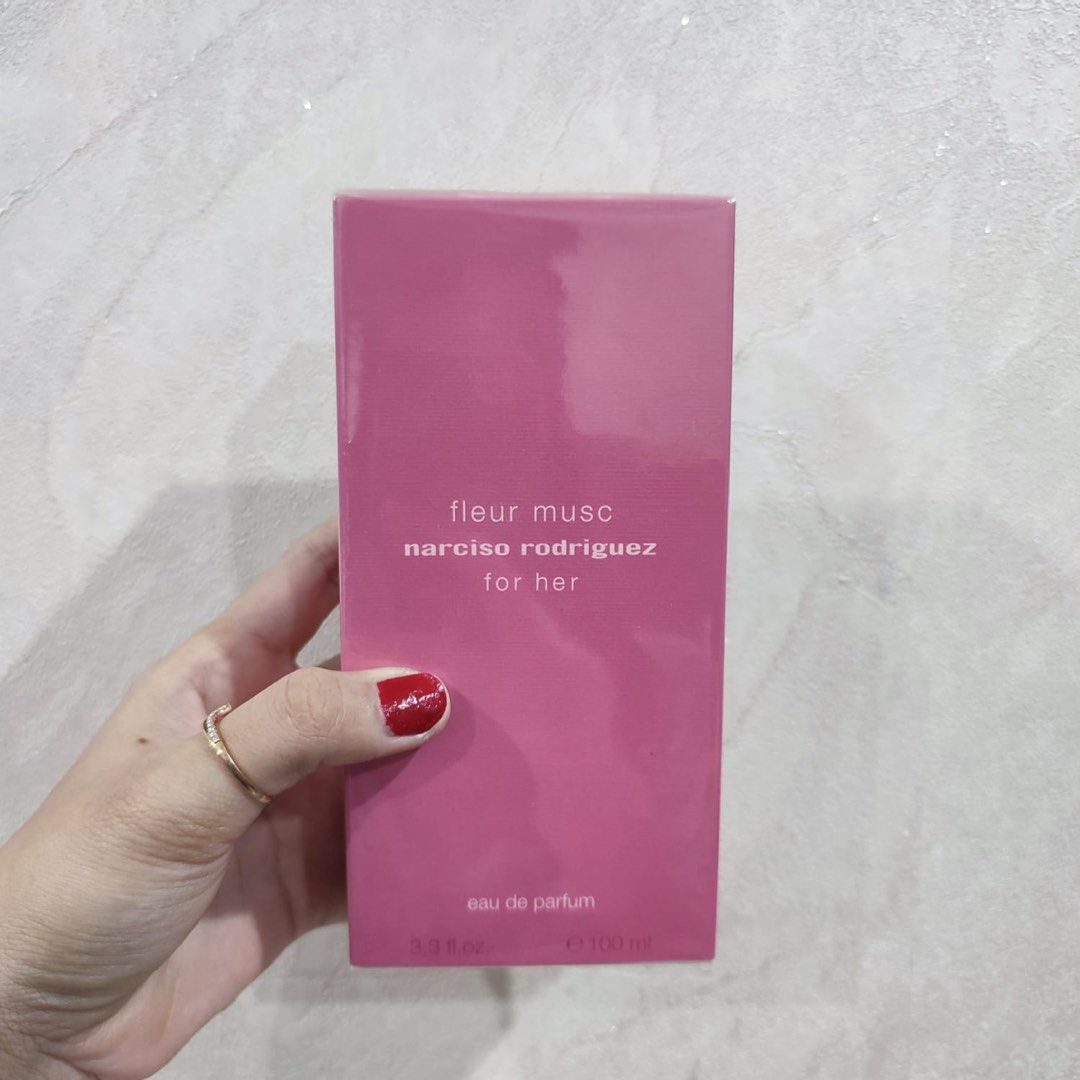 fleur musc
narciso rodriguez
for her
eau de parfum
3.3 fl.oz. ℮ 100 ml